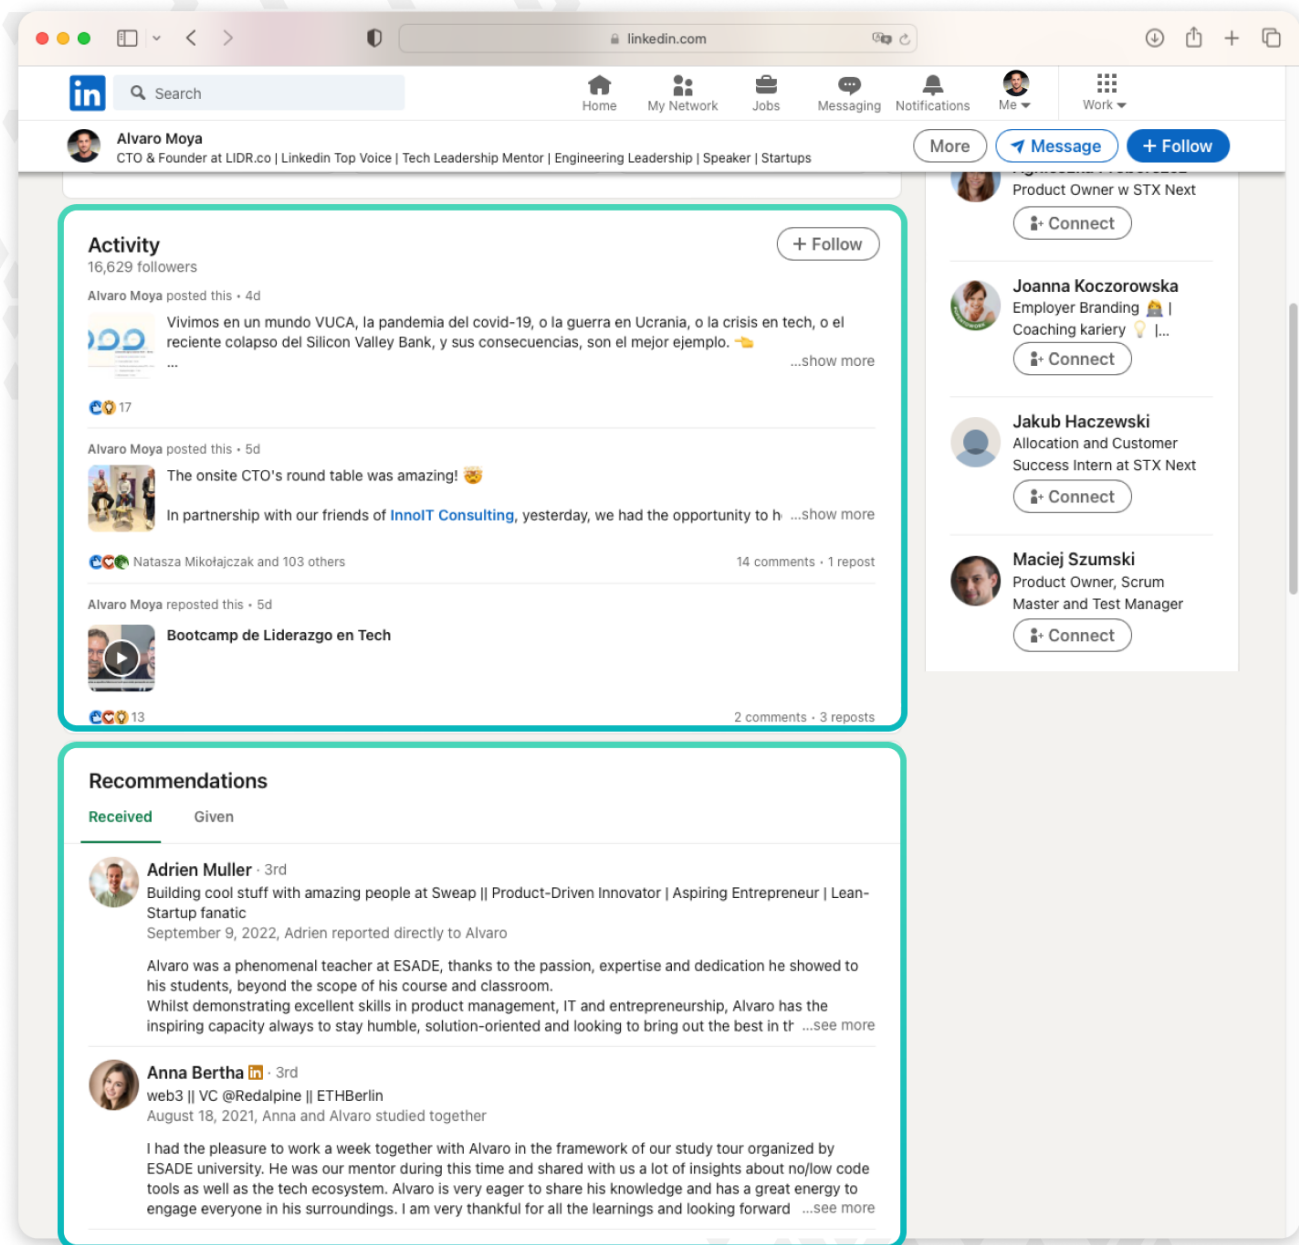 linkedin.com
in
Search
Home
My Network
Jobs
Messaging
Notifications
Me
Work
Alvaro Moya
CTO & Founder at LIDR.co | Linkedin Top Voice | Tech Leadership Mentor | Engineering Leadership | Speaker | Startups
More
Message
+ Follow
Activity
16,629 followers
+ Follow
Alvaro Moya posted this • 4d
Vivimos en un mundo VUCA, la pandemia del covid-19, o la guerra en Ucrania, o la crisis en tech, o el
reciente colapso del Silicon Valley Bank, y sus consecuencias, son el mejor ejemplo. 👈
...
...show more
17
Alvaro Moya posted this • 5d
The onsite CTO's round table was amazing! 🤯
In partnership with our friends of InnoIT Consulting, yesterday, we had the opportunity to h ...show more
Natasza Mikołajczak and 103 others
14 comments • 1 repost
Alvaro Moya reposted this • 5d
Bootcamp de Liderazgo en Tech
13
2 comments • 3 reposts
Recommendations
Received
Given
Adrien Muller · 3rd
Building cool stuff with amazing people at Sweap || Product-Driven Innovator | Aspiring Entrepreneur | Lean-
Startup fanatic
September 9, 2022, Adrien reported directly to Alvaro
Alvaro was a phenomenal teacher at ESADE, thanks to the passion, expertise and dedication he showed to
his students, beyond the scope of his course and classroom.
Whilst demonstrating excellent skills in product management, IT and entrepreneurship, Alvaro has the
inspiring capacity always to stay humble, solution-oriented and looking to bring out the best in th ...see more
Anna Bertha in · 3rd
web3 || VC @Redalpine || ETHBerlin
August 18, 2021, Anna and Alvaro studied together
I had the pleasure to work a week together with Alvaro in the framework of our study tour organized by
ESADE university. He was our mentor during this time and shared with us a lot of insights about no/low code
tools as well as the tech ecosystem. Alvaro is very eager to share his knowledge and has a great energy to
engage everyone in his surroundings. I am very thankful for all the learnings and looking forward ...see more
Product Owner w STX Next
Connect
Joanna Koczorowska
Employer Branding 🙆 |
Coaching kariery 💡 |...
Connect
Jakub Haczewski
Allocation and Customer
Success Intern at STX Next
Connect
Maciej Szumski
Product Owner, Scrum
Master and Test Manager
Connect